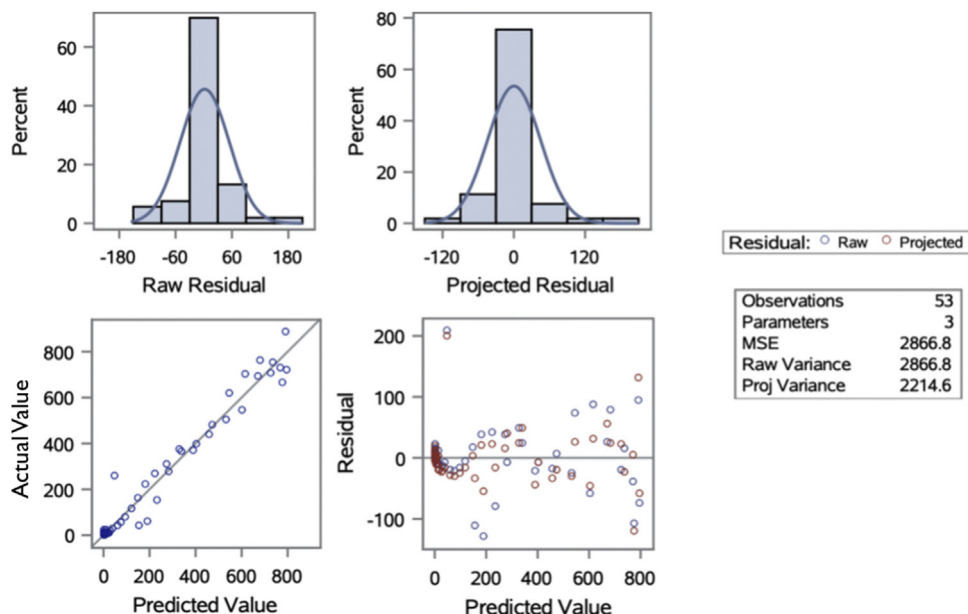 Percent
60
40
20
0
-180 -60 60 180
Raw Residual
Percent
80
60
40
20
0
-120 0 120
Projected Residual
Residual: Raw Projected
Observations 53
Parameters 3
MSE 2866.8
Raw Variance 2866.8
Proj Variance 2214.6
Actual Value
800
600
400
200
0
0 200 400 600 800
Predicted Value
Residual
200
100
0
-100
0 200 400 600 800
Predicted Value